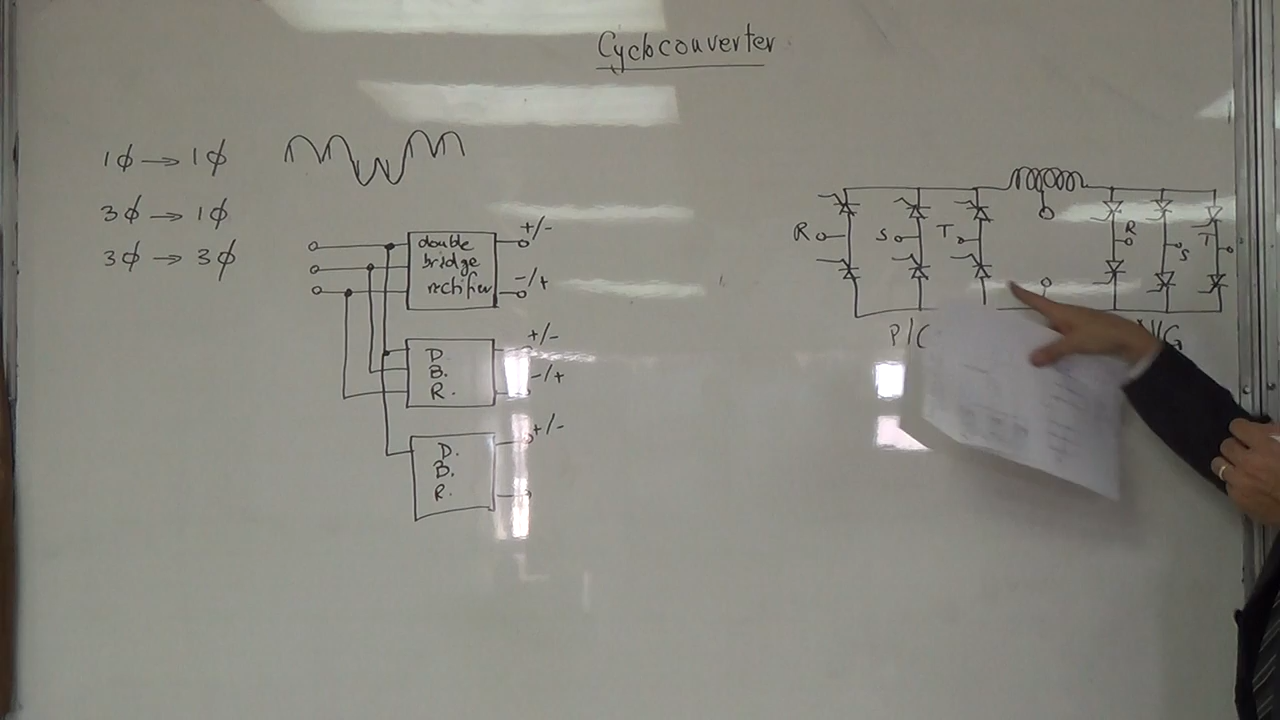 Cycloconverter
1ϕ → 1ϕ
3ϕ → 1ϕ
3ϕ → 3ϕ
double
bridge
rectifier
+/-
-/+
D.
B.
R.
+/-
-/+
D.
B.
R.
+/-
R S T
R S T
P/G N/G